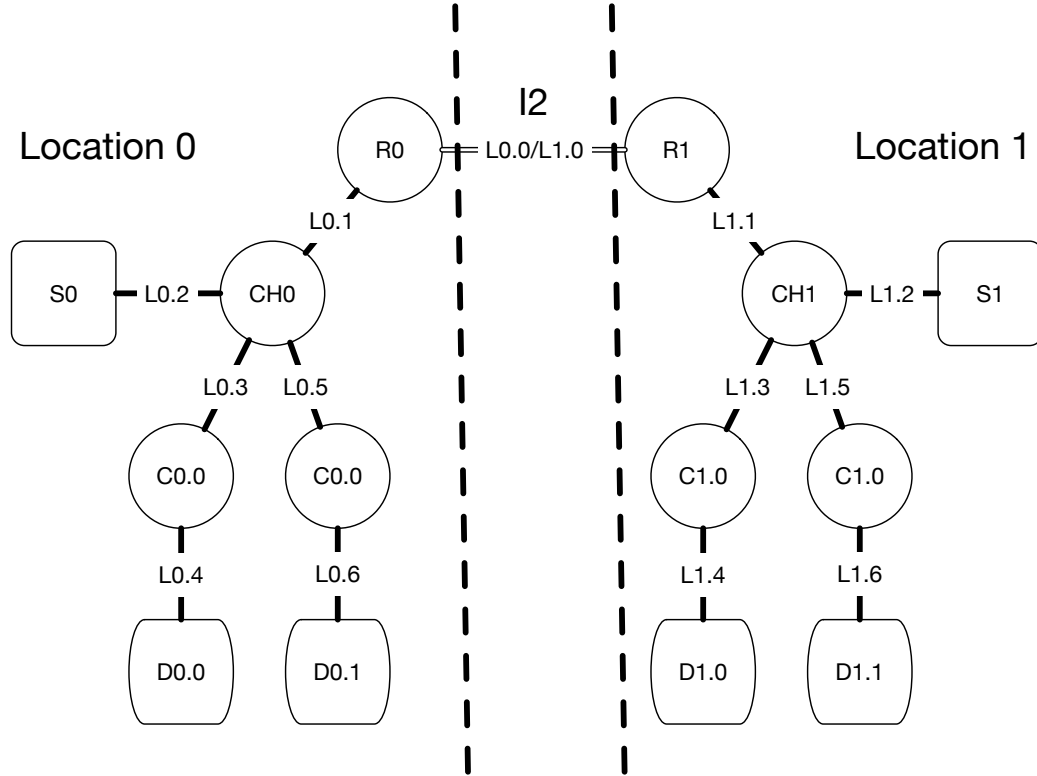 I2
Location 0
R0
L0.0/L1.0
R1
Location 1
L0.1
L1.1
S0
L0.2
CH0
CH1
L1.2
S1
L0.3
L0.5
L1.3
L1.5
C0.0
C0.0
C1.0
C1.0
L0.4
L0.6
L1.4
L1.6
D0.0
D0.1
D1.0
D1.1